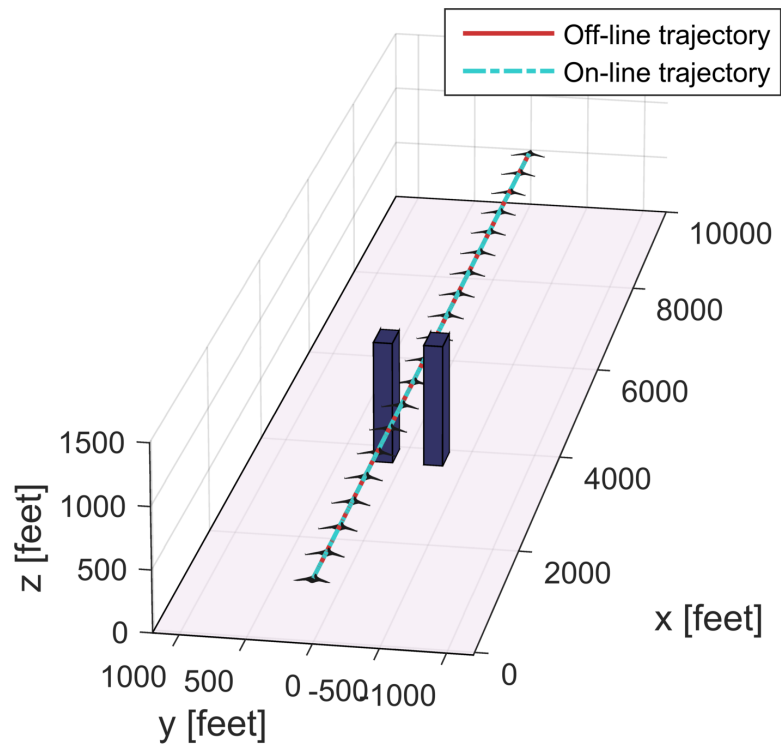 Off-line trajectory
On-line trajectory
10000
8000
6000
4000
2000
0
x [feet]
1500
1000
500
0
z [feet]
1000 500 0 -500 -1000
y [feet]